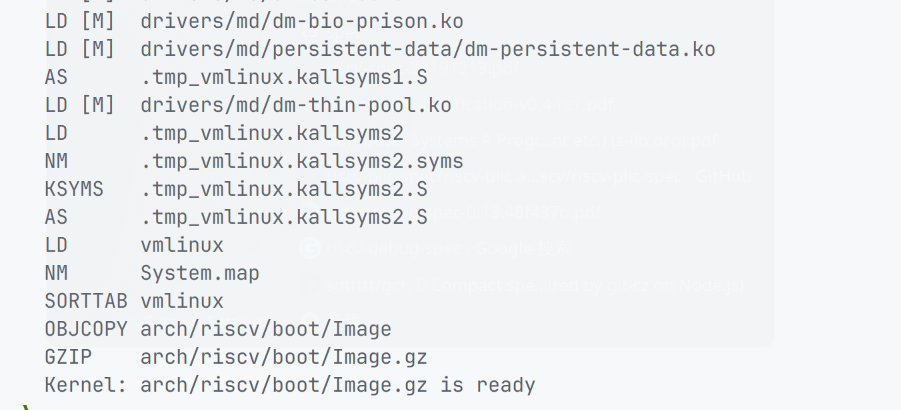 LD [M]  drivers/md/dm-bio-prison.ko
LD [M]  drivers/md/persistent-data/dm-persistent-data.ko
AS      .tmp_vmlinux.kallsyms1.S
LD [M]  drivers/md/dm-thin-pool.ko
LD      .tmp_vmlinux.kallsyms2
NM      .tmp_vmlinux.kallsyms2.syms
KSYMS   .tmp_vmlinux.kallsyms2.S
AS      .tmp_vmlinux.kallsyms2.S
LD      vmlinux
NM      System.map
SORTTAB vmlinux
OBJCOPY arch/riscv/boot/Image
GZIP    arch/riscv/boot/Image.gz
Kernel: arch/riscv/boot/Image.gz is ready